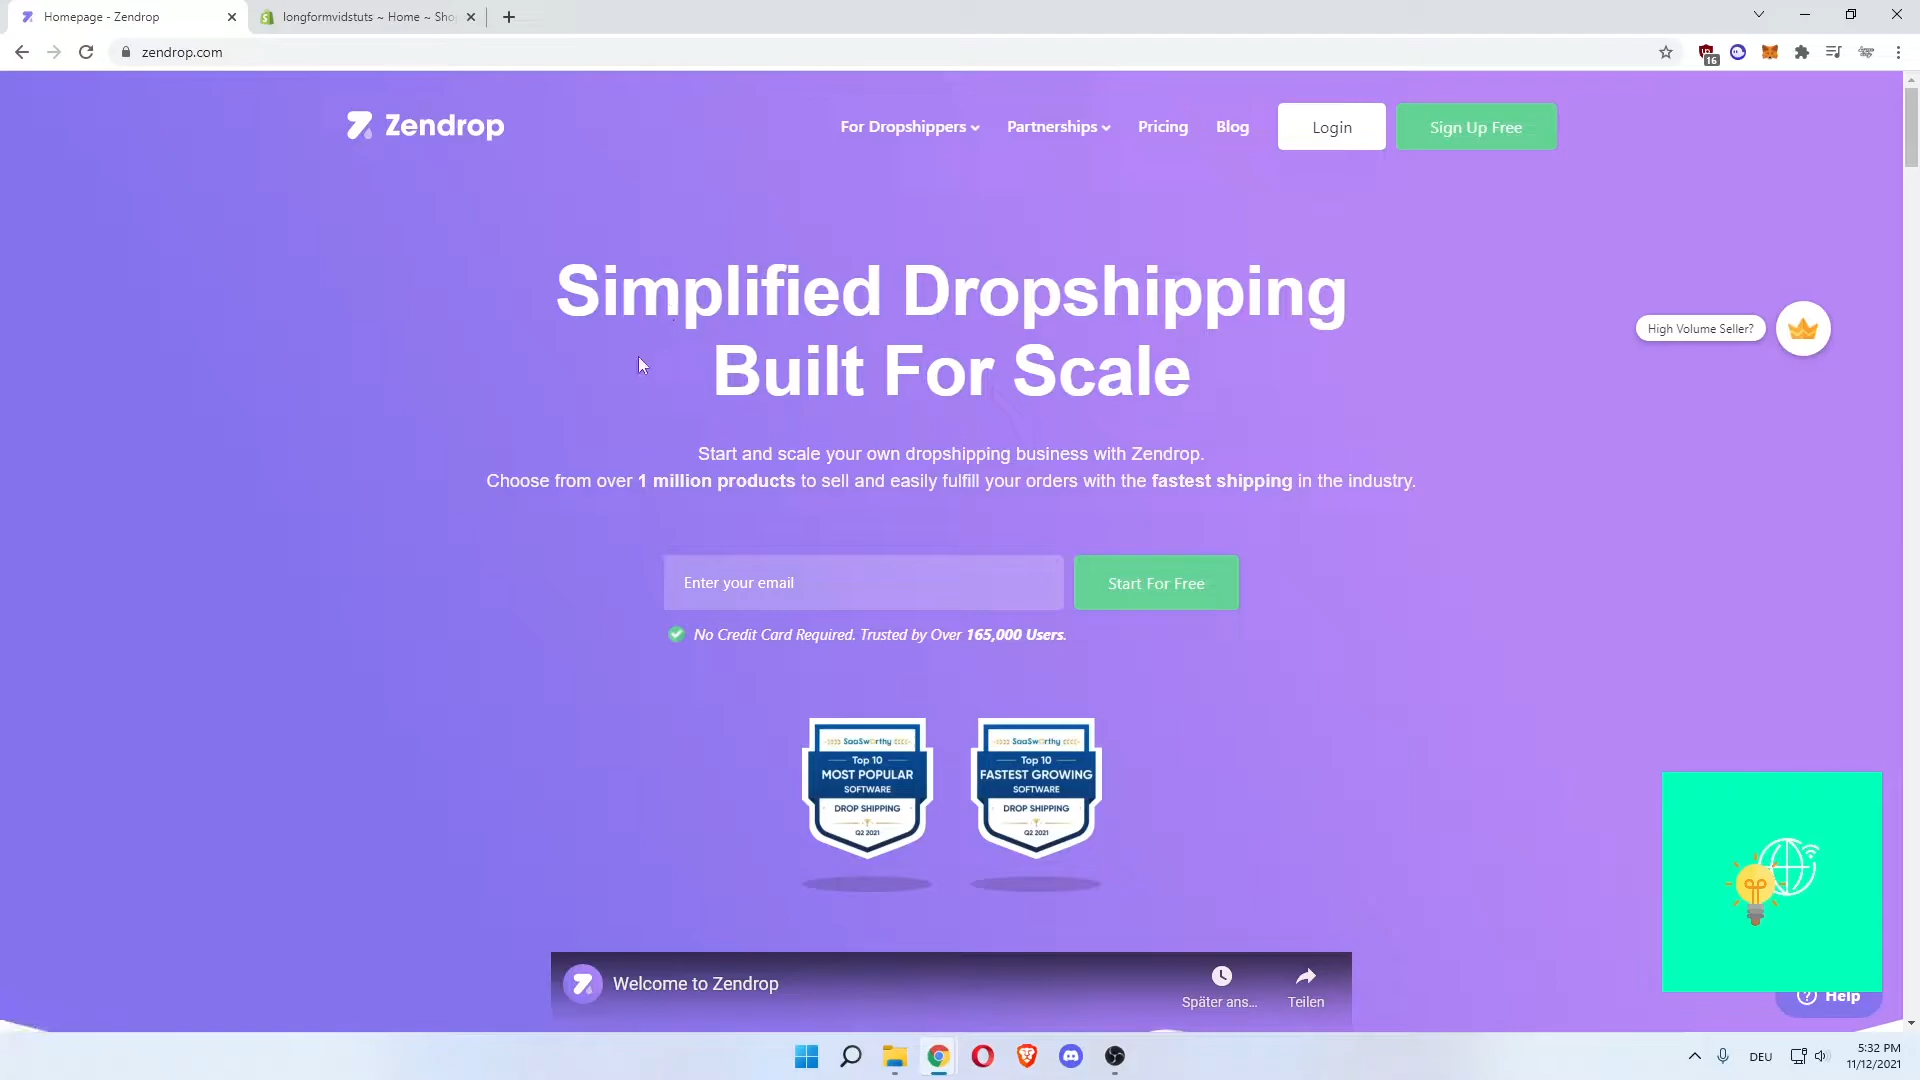 Homepage - Zendrop
longformvidstuts ~ Home ~ Sho
zendrop.com
16
Zendrop
For Dropshippers
Partnerships
Pricing
Blog
Login
Sign Up Free
Simplified Dropshipping
Built For Scale
High Volume Seller?
Start and scale your own dropshipping business with Zendrop.
Choose from over 1 million products to sell and easily fulfill your orders with the fastest shipping in the industry.
Enter your email
Start For Free
No Credit Card Required. Trusted by Over 165,000 Users.
SaaSworthy
Top 10
MOST POPULAR
SOFTWARE
DROP SHIPPING
Q2 2021
SaaSworthy
Top 10
FASTEST GROWING
SOFTWARE
DROP SHIPPING
Q2 2021
Welcome to Zendrop
Später ans...
Teilen
Help
DEU
5:32 PM
11/12/2021